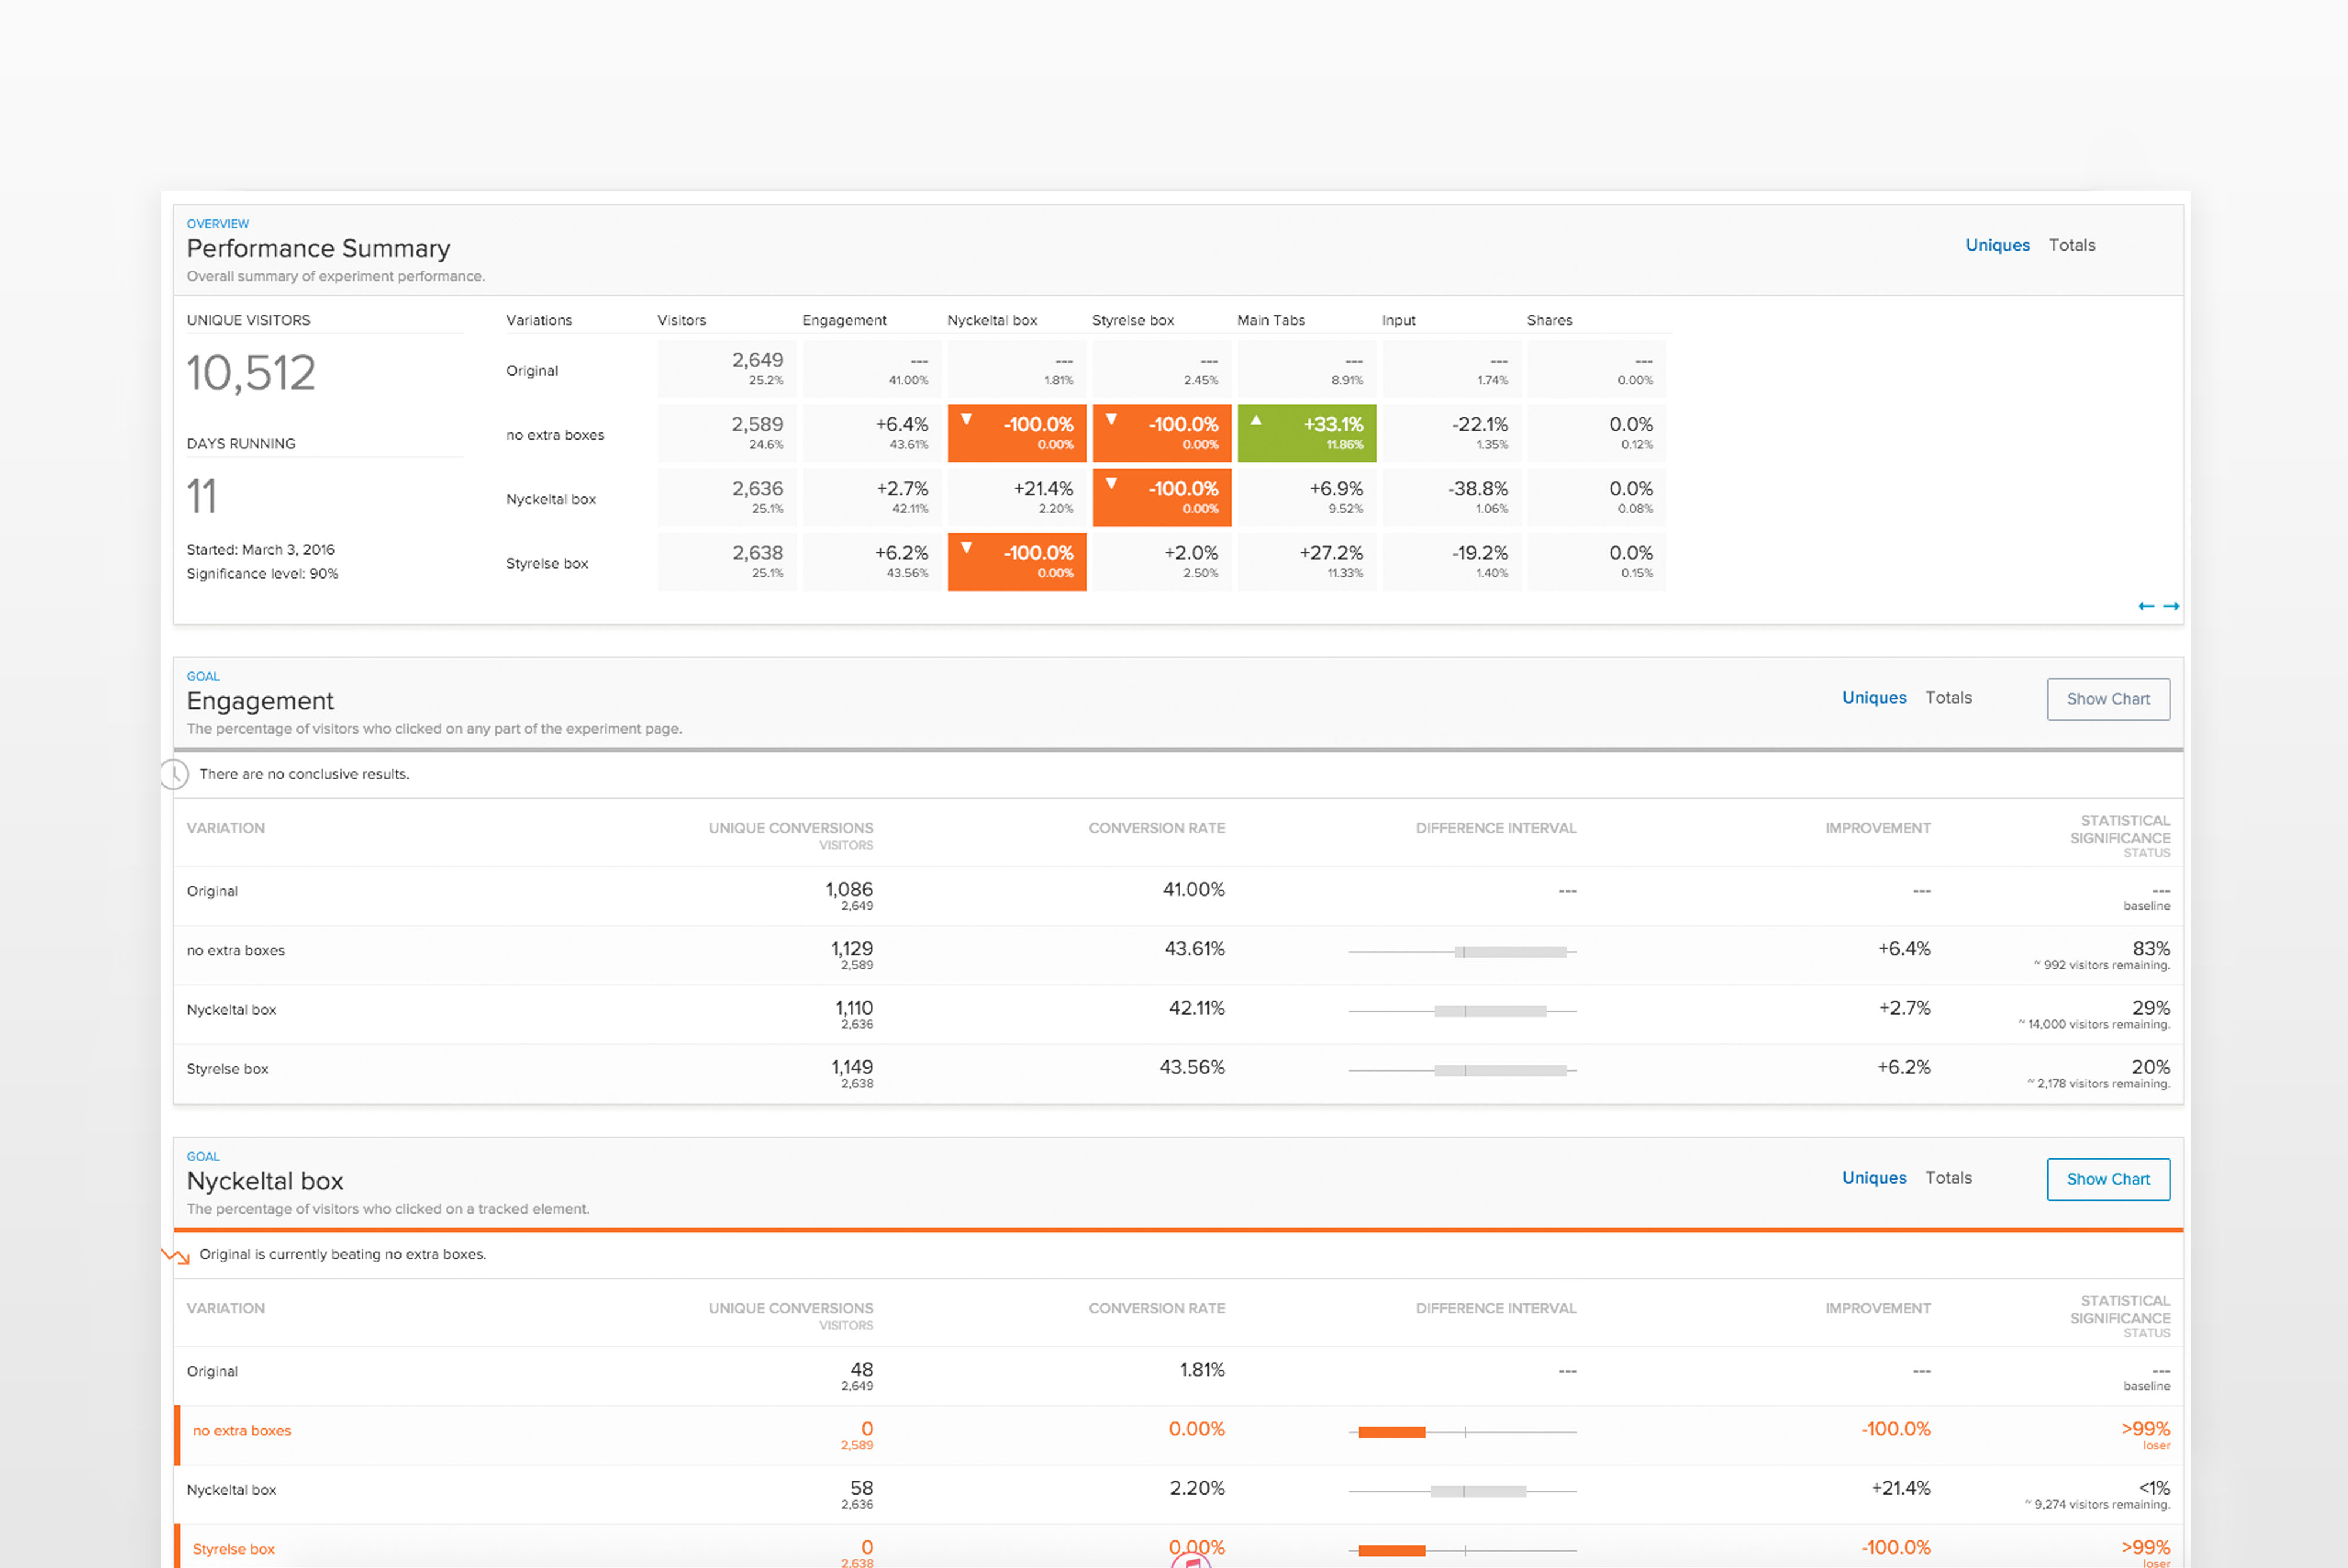 OVERVIEW
Performance Summary
Overall summary of experiment performance.
Uniques Totals
UNIQUE VISITORS
10,512
DAYS RUNNING
11
Started: March 3, 2016
Significance level: 90%
Variations Visitors Engagement Nyckeltal box Styrelse box Main Tabs Input Shares
Original 2,649 --- --- --- --- --- ---
25.2% 41.00% 1.81% 2.45% 8.91% 1.74% 0.00%
no extra boxes 2,589 +6.4% -100.0% -100.0% +33.1% -22.1% 0.0%
24.6% 43.61% 0.00% 0.00% 11.86% 1.35% 0.12%
Nyckeltal box 2,636 +2.7% +21.4% -100.0% +6.9% -38.8% 0.0%
25.1% 42.11% 2.20% 0.00% 9.52% 1.06% 0.08%
Styrelse box 2,638 +6.2% -100.0% +2.0% +27.2% -19.2% 0.0%
25.1% 43.56% 0.00% 2.50% 11.33% 1.40% 0.15%
GOAL
Engagement
The percentage of visitors who clicked on any part of the experiment page.
Uniques Totals Show Chart
There are no conclusive results.
VARIATION UNIQUE CONVERSIONS CONVERSION RATE DIFFERENCE INTERVAL IMPROVEMENT STATISTICAL
SIGNIFICANCE
VISITORS STATUS
Original 1,086 41.00% --- --- ---
2,649 baseline
no extra boxes 1,129 43.61% +6.4% 83%
2,589 ~ 992 visitors remaining.
Nyckeltal box 1,110 42.11% +2.7% 29%
2,636 ~ 14,000 visitors remaining.
Styrelse box 1,149 43.56% +6.2% 20%
2,638 ~ 2,178 visitors remaining.
GOAL
Nyckeltal box
The percentage of visitors who clicked on a tracked element.
Uniques Totals Show Chart
Original is currently beating no extra boxes.
VARIATION UNIQUE CONVERSIONS CONVERSION RATE DIFFERENCE INTERVAL IMPROVEMENT STATISTICAL
SIGNIFICANCE
VISITORS STATUS
Original 48 1.81% --- --- ---
2,649 baseline
no extra boxes 0 0.00% -100.0% >99%
2,589 loser
Nyckeltal box 58 2.20% +21.4% <1%
2,636 ~ 9,274 visitors remaining.
Styrelse box 0 0.00% -100.0% >99%
2,638 loser